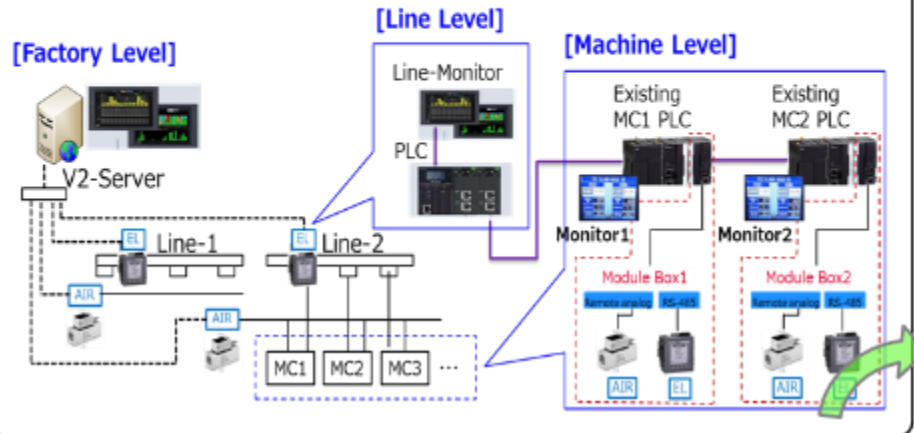 [Factory Level]
[Line Level]
[Machine Level]
Line-Monitor
PLC
Existing
MC1 PLC
Existing
MC2 PLC
V2-Server
EL
Line-1
EL
Line-2
AIR
AIR
MC1
MC2
MC3
...
Monitor1
Monitor2
Module Box1
Module Box2
Remote analog
RS-485
Remote analog
RS-485
AIR
EL
AIR
EL